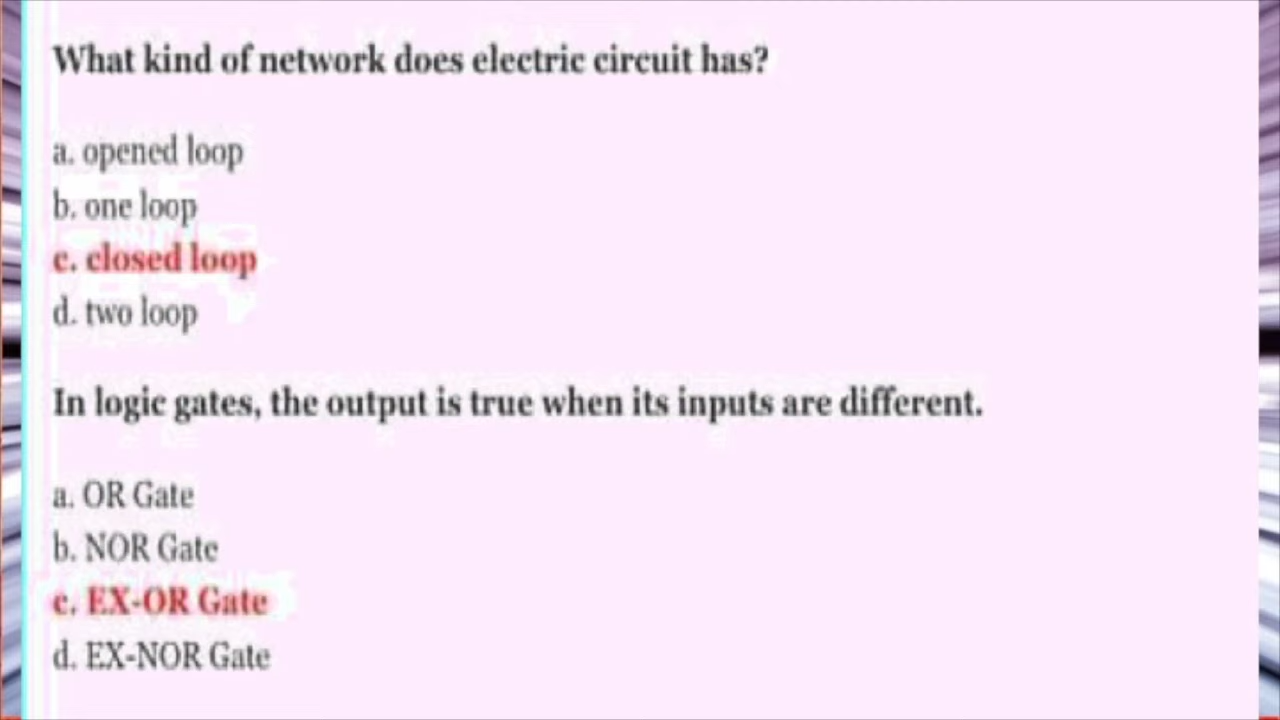 What kind of network does electric circuit has?
a. opened loop
b. one loop
c. closed loop
d. two loop
In logic gates, the output is true when its inputs are different.
a. OR Gate
b. NOR Gate
c. EX-OR Gate
d. EX-NOR Gate